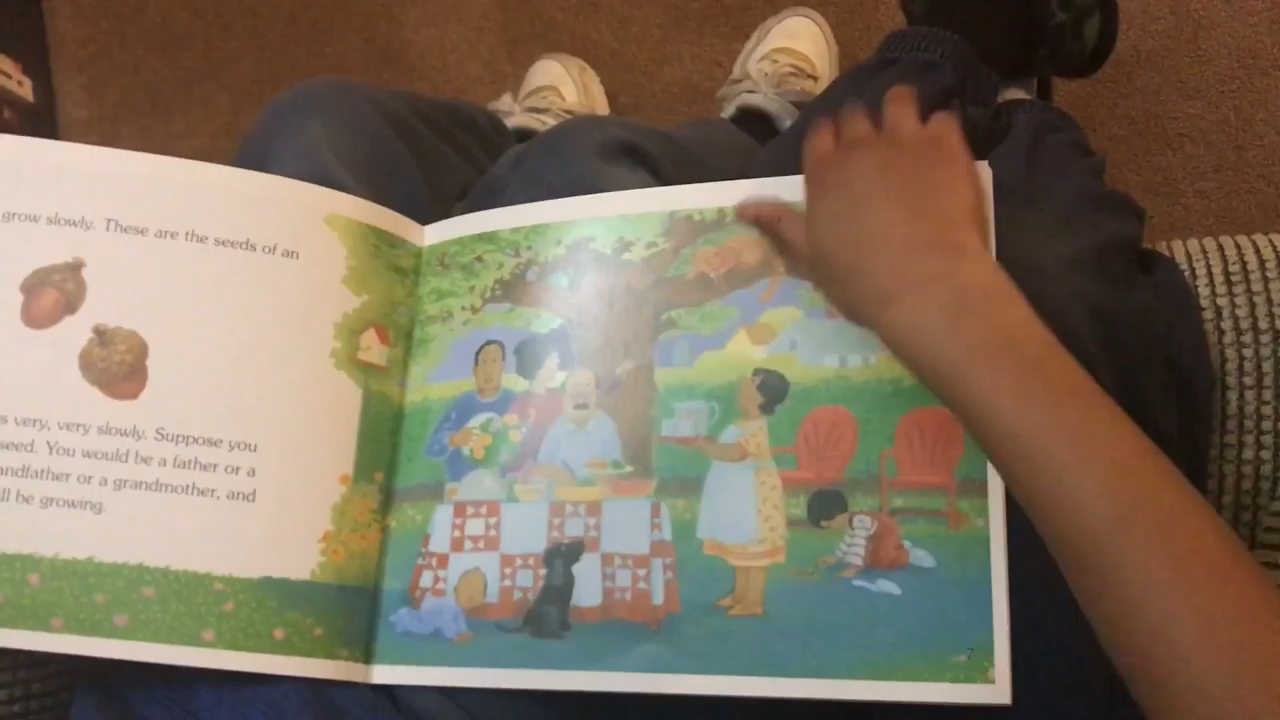 grow slowly. These are the seeds of an
s very, very slowly. Suppose you
seed. You would be a father or a
andfather or a grandmother, and
ll be growing.
7